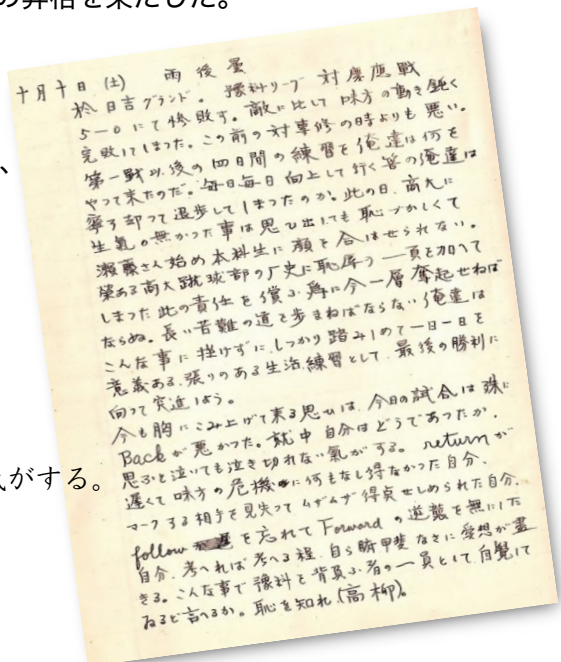 の昇格を果たした。
、
がする。
十月十日 (土) 雨後曇
於 日吉グランド。 豫科リーグ 対慶應戦
5-0にて惨敗す。敵に比して味方の動き鈍く
完敗してしまった。この前の対専修の時よりも悪い。
第一戦以後の四日間の練習を俺達は何を
やって来たのだ。毎日毎日向上して行く筈の俺達は
寧ろ却って退歩してしまつたのか。此の日、商大に
生氣の無かつた事は思ひ出しても恥づかしくて
瀬藤さん始め本科生に顔を合はせられない。
榮ある商大蹴球部の歴史に恥辱の一頁を加へて
しまった此の責任を償ふ為に今一層奮起せねば
ならぬ。長い苦難の道を歩まねばならない俺達は
こんな事に挫けずに、しつかり踏みしめて一日一日を
意義ある、張りのある生活、練習として、最後の勝利に
向って突進しよう。
今も胸にこみ上げて来る思ひは、今日の試合は殊に
Backが悪かつた。就中自分はどうであつたか。
思ふと泣いても泣き切れない氣がする。returnが
遅くて味方の危機に何もなし得なかつた自分、
マークする相手を見失つてムザムザ得点せしめられた自分、
followを忘れてForwardの逆襲を無にした
自分、考へれば考へる程、自ら腑甲斐なさに愛想が盡
きる。こんな事で豫科を背負ふ者の一員として自覺して
ゐると言へるか。恥を知れ。(高柳)。